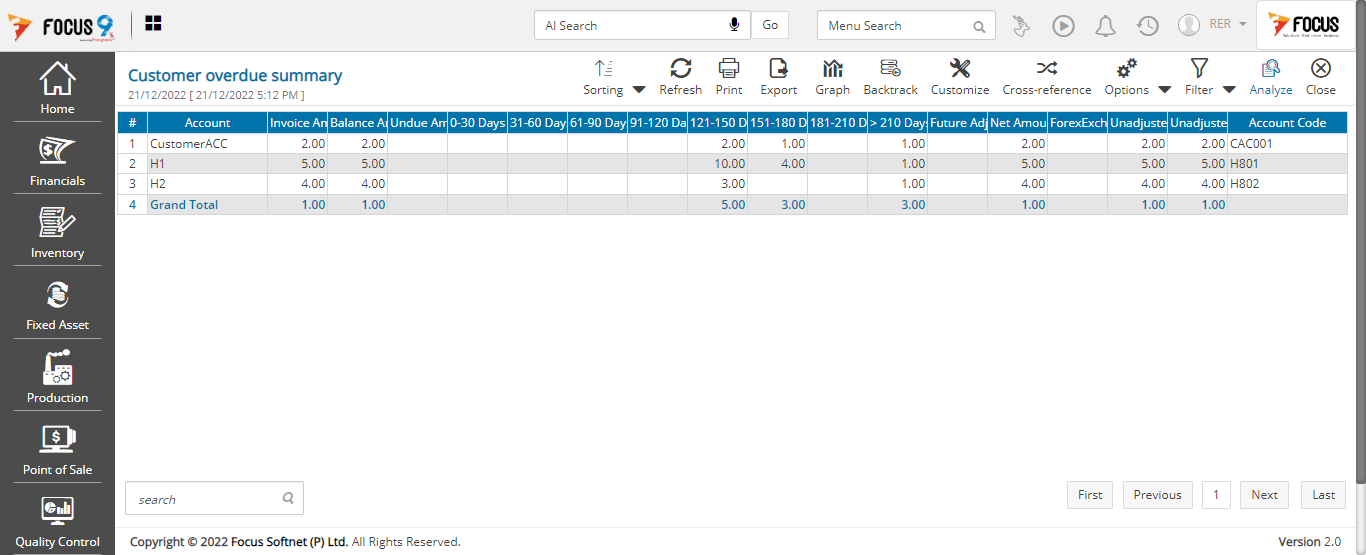 FOCUS 9
AI Search
Go
Menu Search
RER
FOCUS
Customer overdue summary
21/12/2022 [ 21/12/2022 5:12 PM ]
Sorting Refresh Print Export Graph Backtrack Customize Cross-reference Options Filter Analyze Close
Home
Financials
Inventory
Fixed Asset
Production
Point of Sale
Quality Control
# Account Invoice An Balance Ar Undue Am 0-30 Days 31-60 Day 61-90 Day 91-120 Da 121-150 D 151-180 D 181-210 D > 210 Days Future Adj Net Amou ForexExch Unadjuste Unadjuste Account Code
1 CustomerACC 2.00 2.00 2.00 1.00 1.00 2.00 2.00 2.00 CAC001
2 H1 5.00 5.00 10.00 4.00 1.00 5.00 5.00 5.00 H801
3 H2 4.00 4.00 3.00 1.00 4.00 4.00 4.00 H802
4 Grand Total 1.00 1.00 5.00 3.00 3.00 1.00 1.00 1.00
search
First Previous 1 Next Last
Copyright © 2022 Focus Softnet (P) Ltd. All Rights Reserved.
Version 2.0